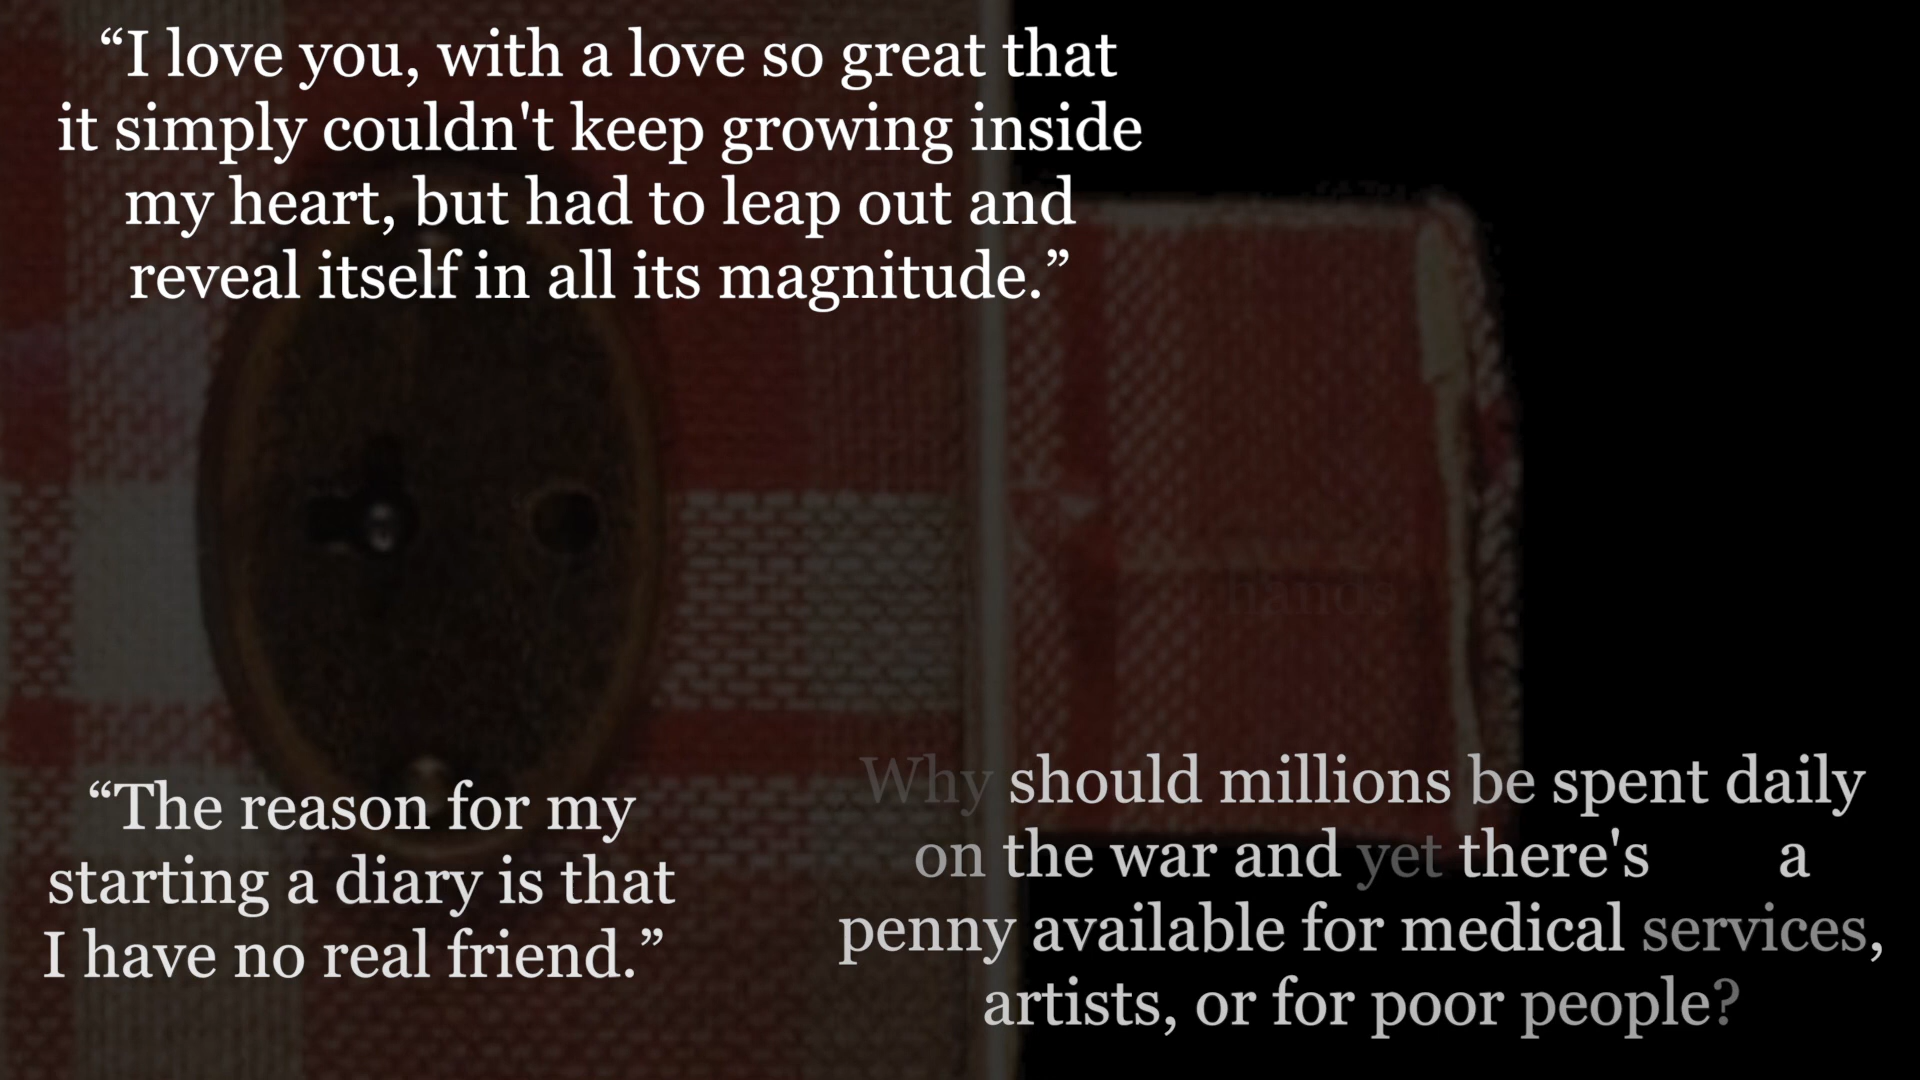 “I love you, with a love so great that
it simply couldn't keep growing inside
my heart, but had to leap out and
reveal itself in all its magnitude.”
hands
“The reason for my
starting a diary is that
I have no real friend.”
Why should millions be spent daily
on the war and yet there's a
penny available for medical services,
artists, or for poor people?